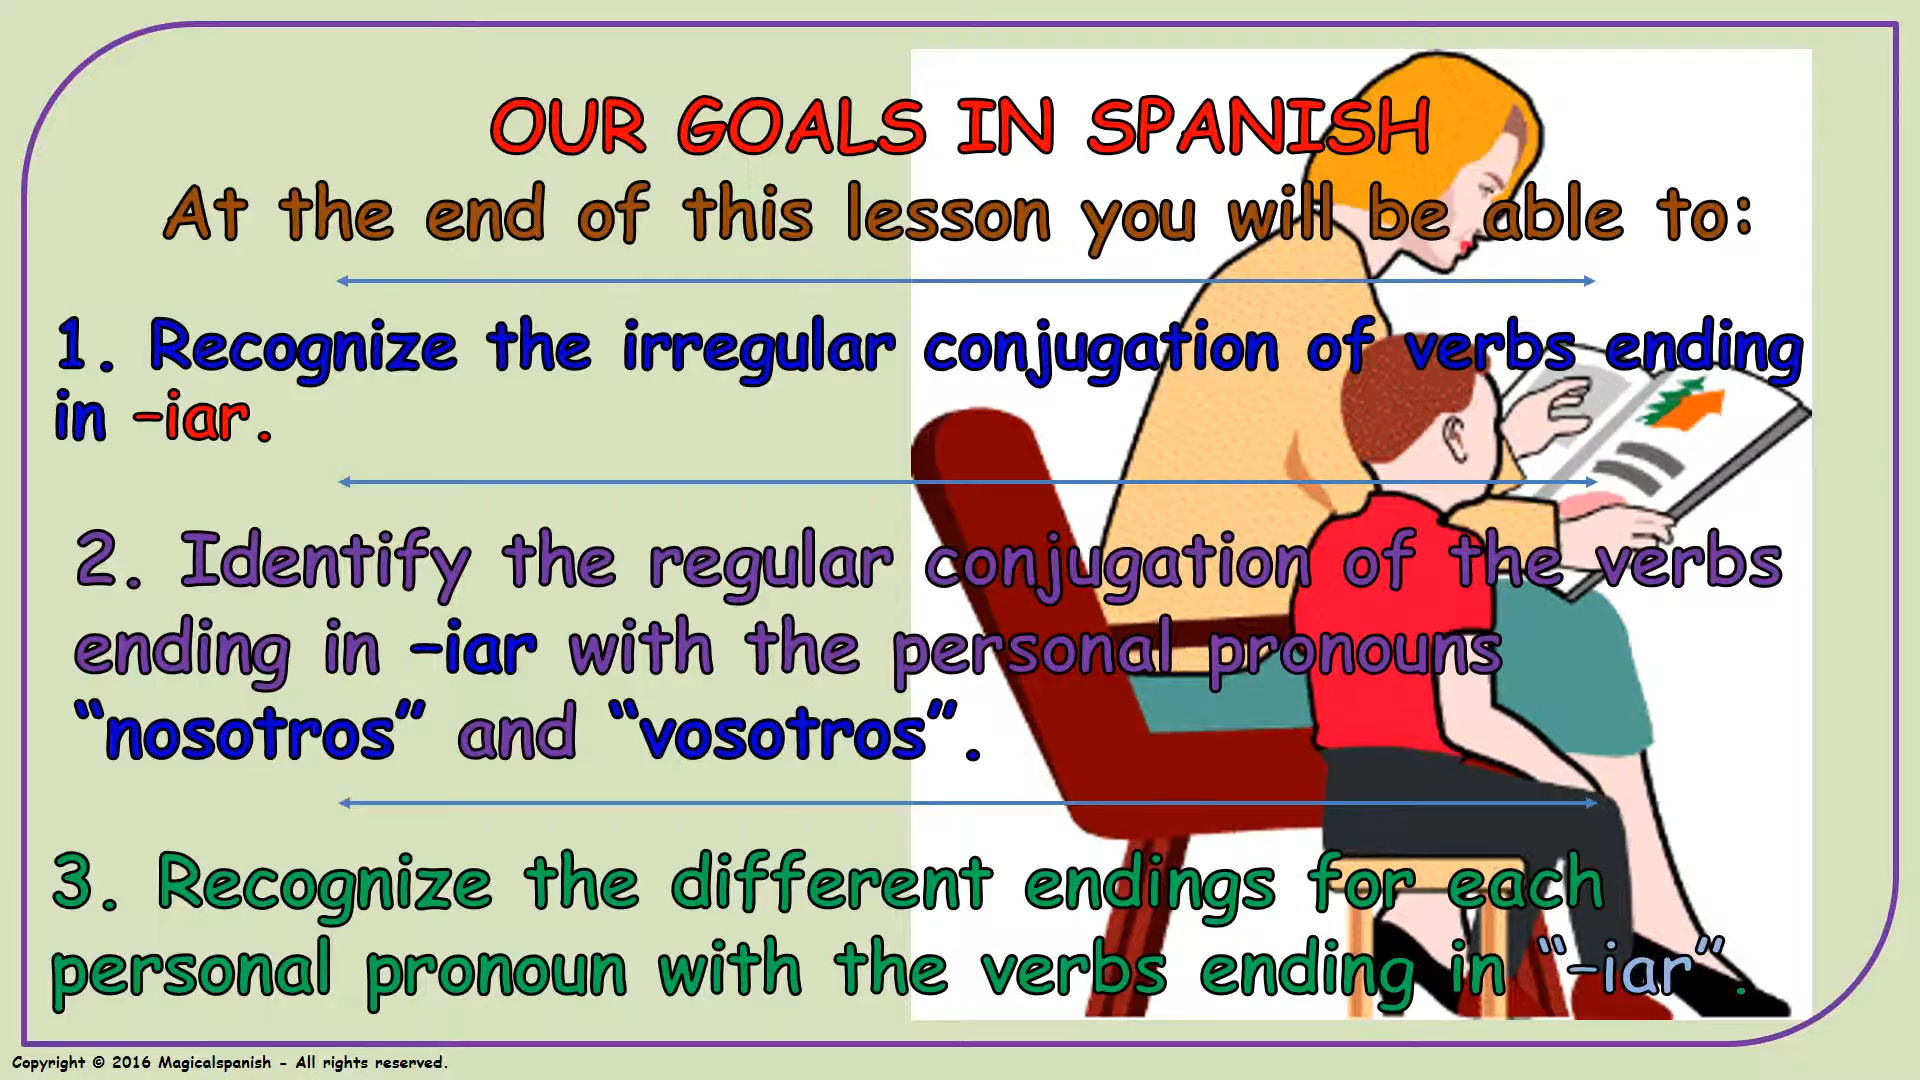 OUR GOALS IN SPANISH
At the end of this lesson you will be able to:
1. Recognize the irregular conjugation of verbs ending
in –iar.
2. Identify the regular conjugation of the verbs
ending in –iar with the personal pronouns
“nosotros” and “vosotros”.
3. Recognize the different endings for each
personal pronoun with the verbs ending in “–iar”.
Copyright © 2016 Magicalspanish - All rights reserved.